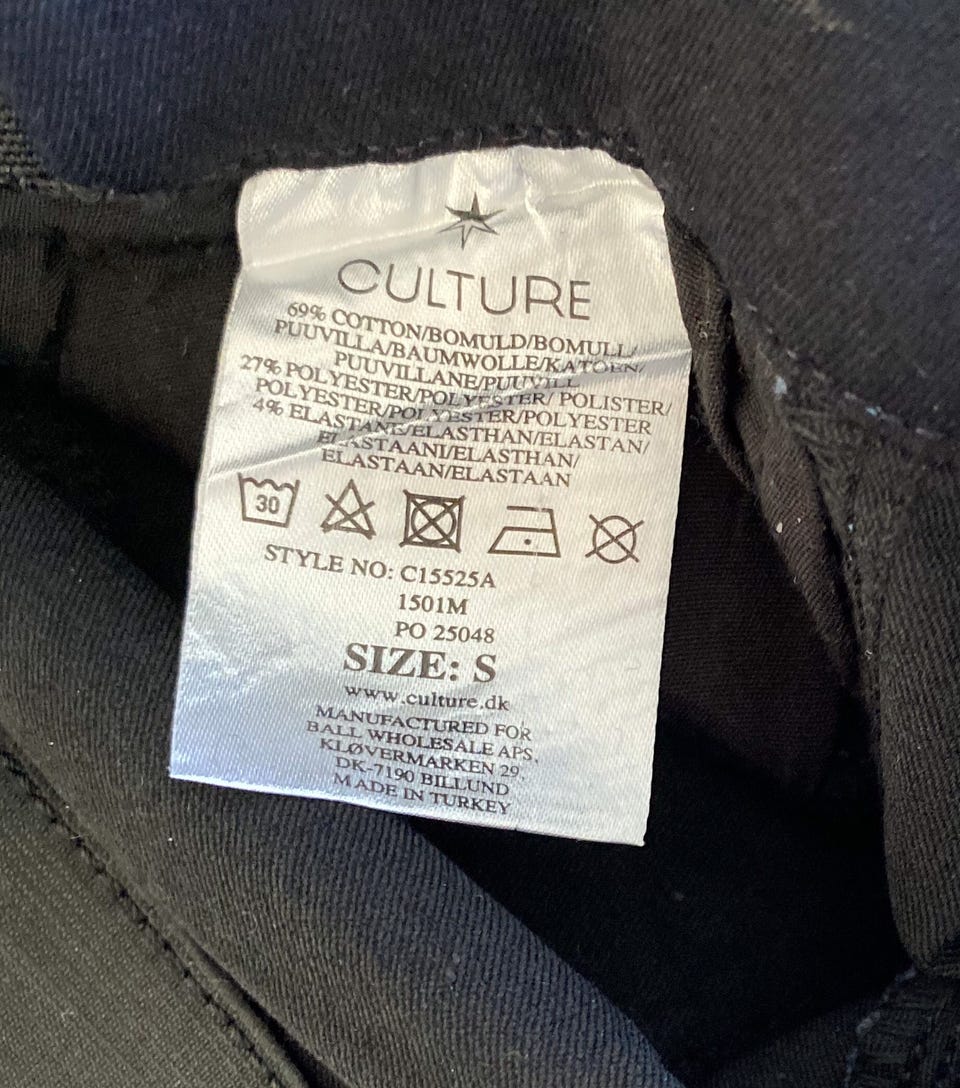 CULTURE
69% COTTON/BOMULD/BOMULL/
PUUVILLA/BAUMWOLLE/KATOEN/
PUUVILLANE/PUUVILL
27% POLYESTER/POLYESTER/ POLISTER/
POLYESTER/POLYESTER/POLYESTER
4% ELASTANE/ELASTHAN/ELASTAN/
ELASTAANI/ELASTHAN/
ELASTAAN/ELASTAAN
30
STYLE NO: C15525A
1501M
PO 25048
SIZE: S
www.culture.dk
MANUFACTURED FOR
BALL WHOLESALE APS,
KLØVERMARKEN 29,
DK-7190 BILLUND
MADE IN TURKEY